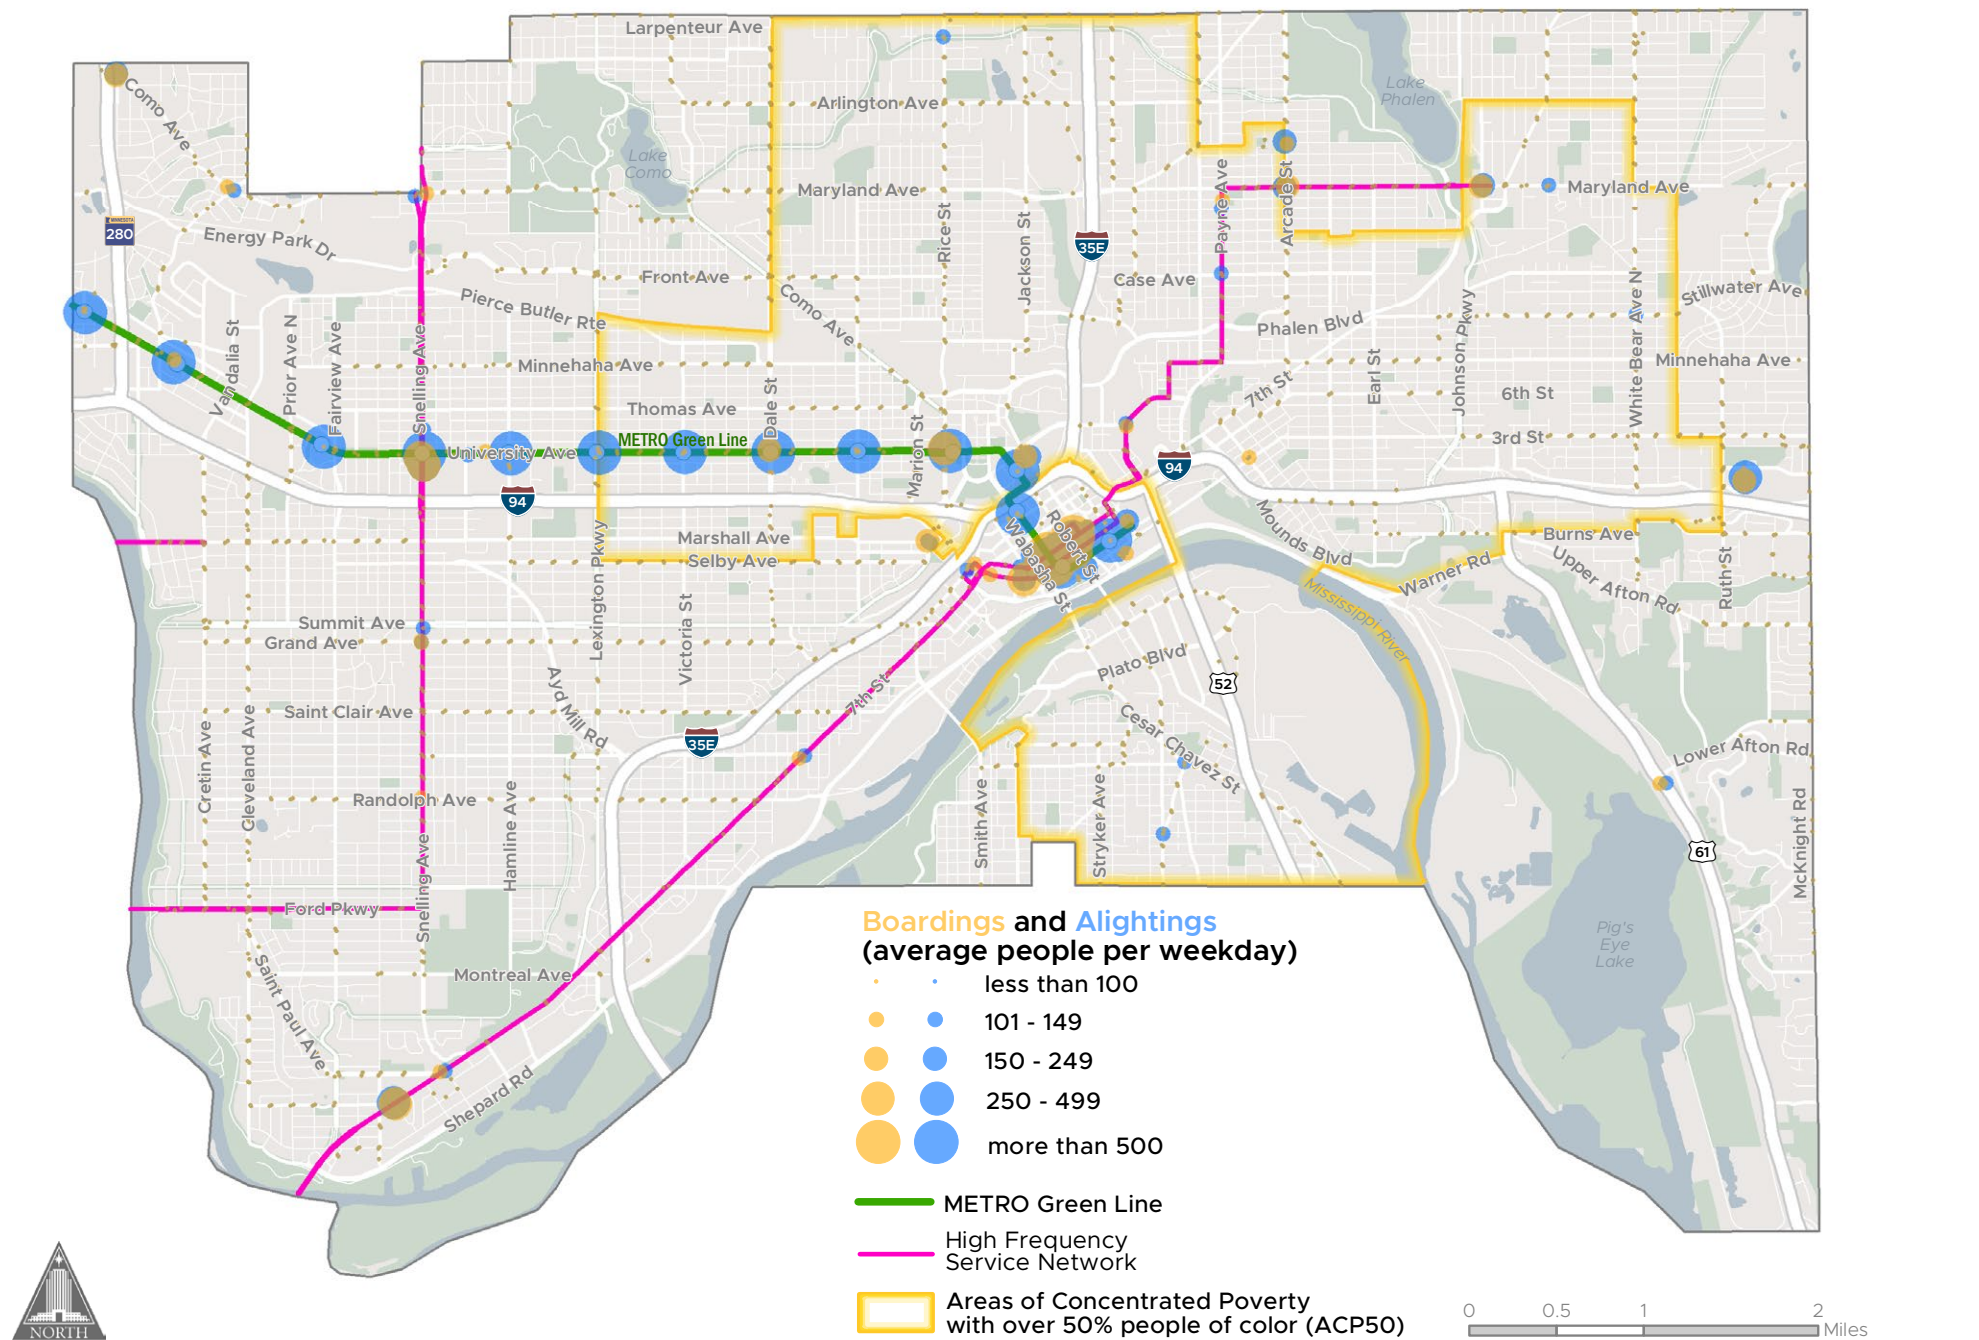 Larpenteur Ave
Como Ave
Arlington Ave
Lake
Phalen
Lake
Como
Maryland Ave
Maryland Ave
MINNESOTA
280
Energy Park Dr
Rice St
Jackson St
35E
Payne Ave
Arcade St
Front Ave
Case Ave
Como Ave
Pierce Butler Rte
Stillwater Ave
White Bear Ave N
Johnson Pkwy
Phalen Blvd
Vandalia St
Prior Ave N
Fairview Ave
Snelling Ave
Minnehaha Ave
Minnehaha Ave
Earl St
7th St
6th St
Thomas Ave
Dale St
Marion St
METRO Green Line
University Ave
3rd St
94
94
Marshall Ave
Selby Ave
Lexington Pkwy
Robert St
Wabasha St
Mounds Blvd
Burns Ave
Warner Rd
Upper Afton Rd
Ruth St
Mississippi River
Summit Ave
Grand Ave
Victoria St
Ayd Mill Rd
Plato Blvd
52
7th St
Saint Clair Ave
Cretin Ave
Cleveland Ave
35E
Cesar Chavez St
Lower Afton Rd
Randolph Ave
Hamline Ave
Smith Ave
Stryker Ave
McKnight Rd
61
Snelling Ave
Ford Pkwy
Pig's
Eye
Lake
Saint Paul Ave
Montreal Ave
Shepard Rd
Boardings and Alightings
(average people per weekday)
less than 100
101 - 149
150 - 249
250 - 499
more than 500
METRO Green Line
High Frequency
Service Network
Areas of Concentrated Poverty
with over 50% people of color (ACP50)
0 0.5 1 2
Miles
NORTH